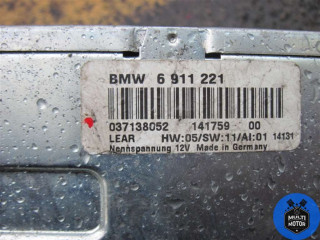 BMW 6 911 221
037138052 141759 00
LEAR HW:05/SW:11/AI:01 14131
Nennspannung 12V Made in Germany
MULTI
MOTOR